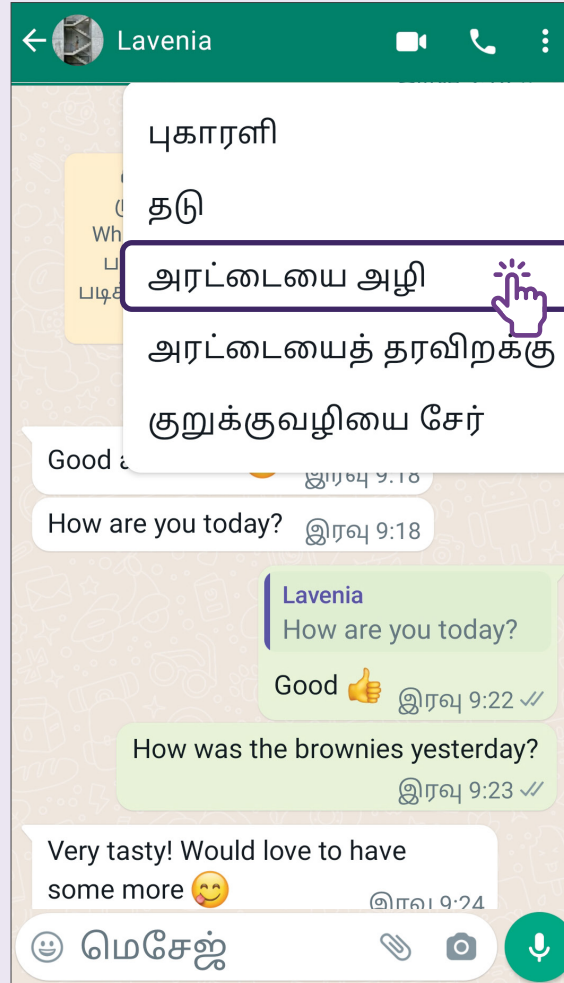 Lavenia
புகாரளி
தடு
Wh
அரட்டையை அழி
அரட்டையைத் தரவிறக்கு
குறுக்குவழியை சேர்
Good
இரவு 9:18
How are you today? இரவு 9:18
Lavenia
How are you today?
Good 👍 இரவு 9:22
How was the brownies yesterday?
இரவு 9:23
Very tasty! Would love to have
some more 😋 இரவு 9:24
மெசேஜ்